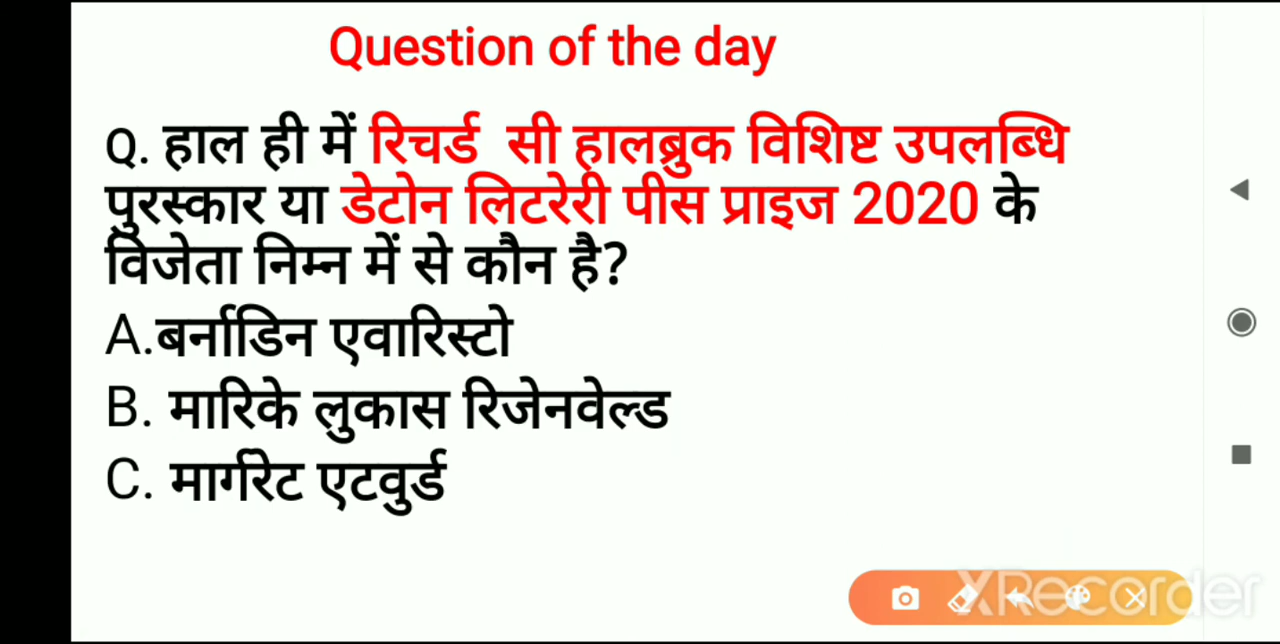 Question of the day
Q. हाल ही में रिचर्ड सी हालब्रुक विशिष्ट उपलब्धि
पुरस्कार या डेटोन लिटरेरी पीस प्राइज 2020 के
विजेता निम्न में से कौन है?
A.बर्नाडिन एवारिस्टो
B. मारिके लुकास रिजेनवेल्ड
C. मार्गरेट एटवुर्ड
XRecorder